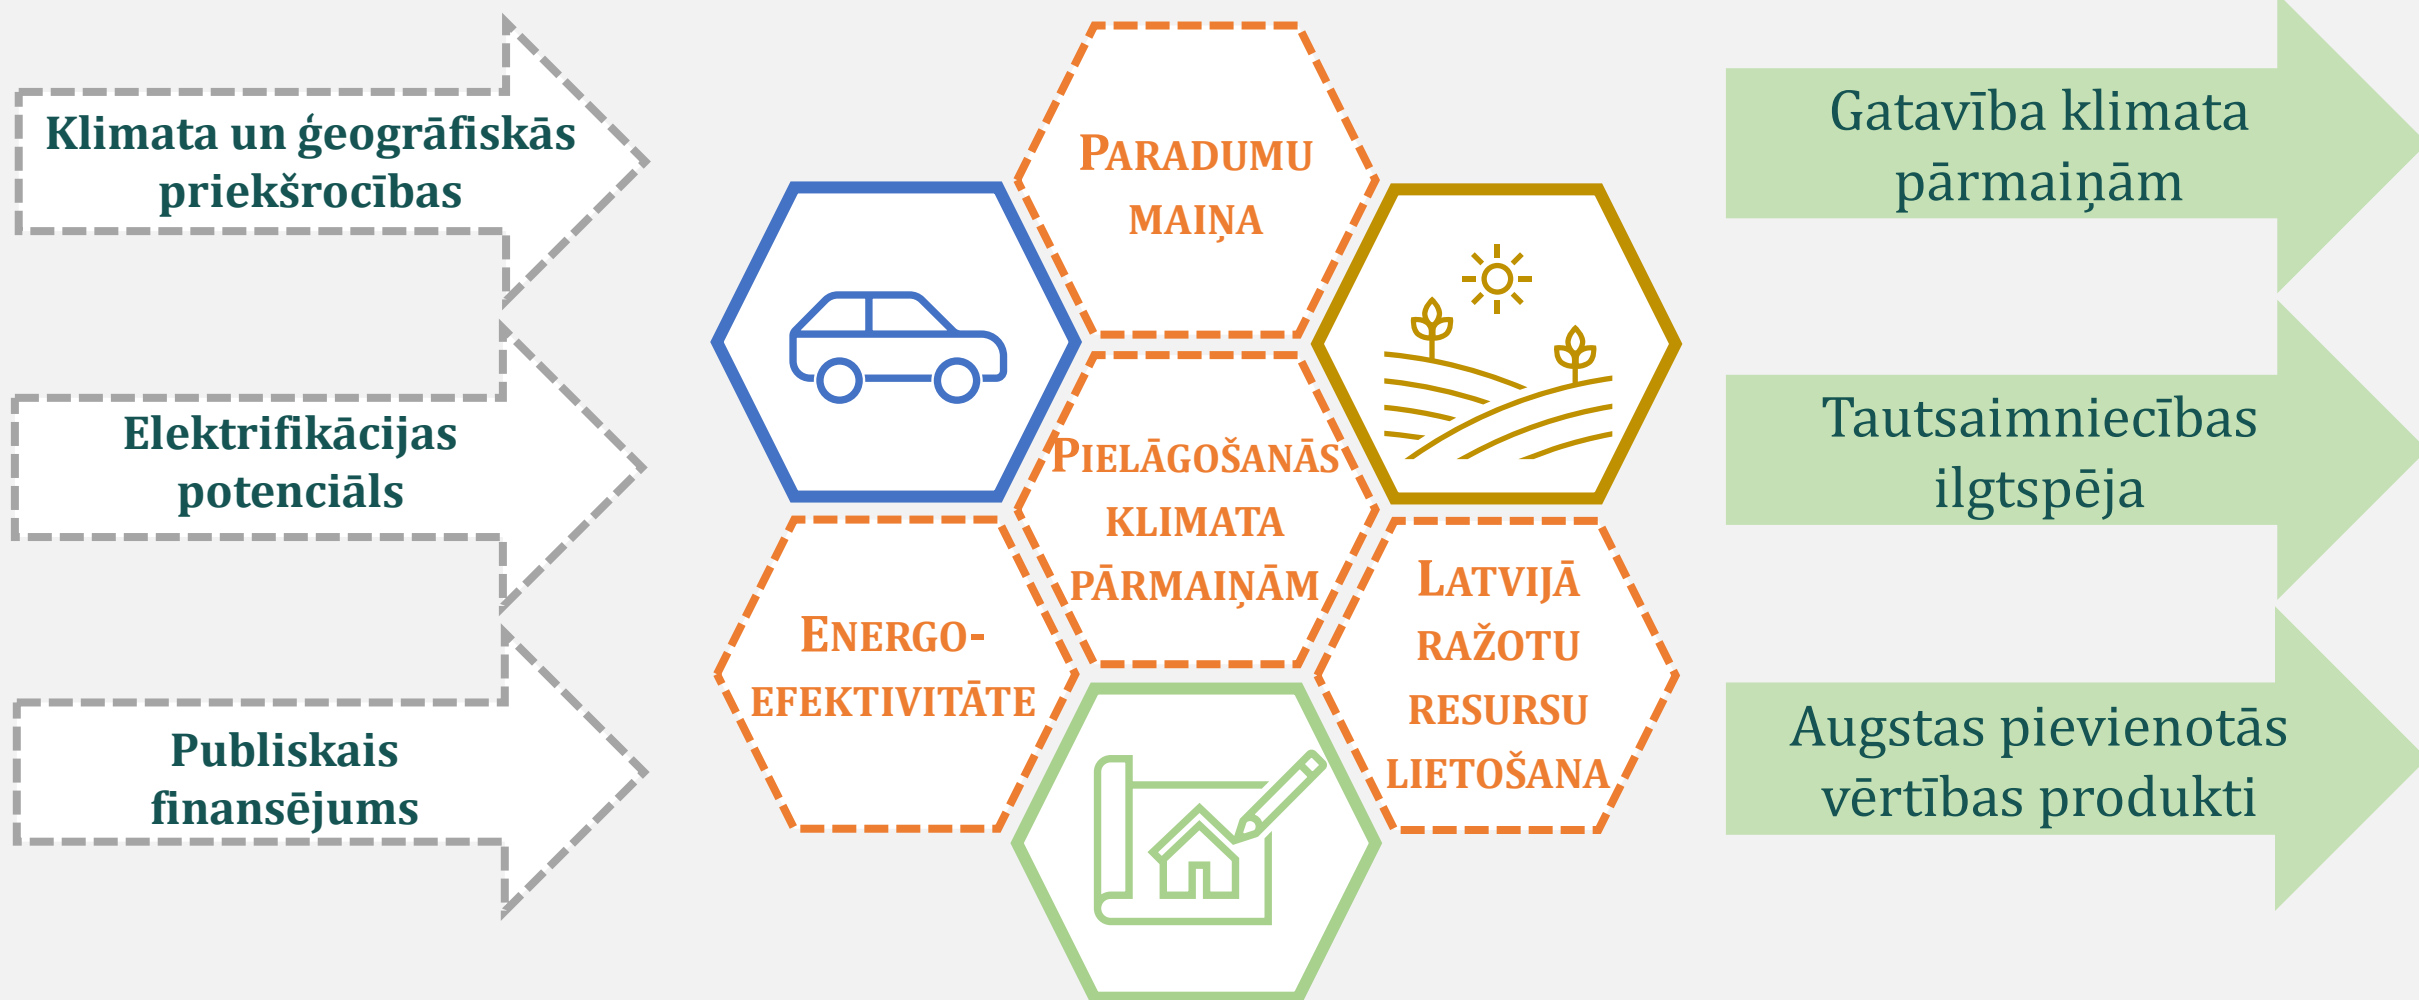 Klimata un ģeogrāfiskās
priekšrocības
Elektrifikācijas
potenciāls
Publiskais
finansējums
PARADUMU
MAIŅA
PIELĀGOŠANĀS
KLIMATA
PĀRMAIŅĀM
ENERGO-
EFEKTIVITĀTE
LATVIJĀ
RAŽOTU
RESURSU
LIETOŠANA
Gatavība klimata
pārmaiņām
Tautsaimniecības
ilgtspēja
Augstas pievienotās
vērtības produkti